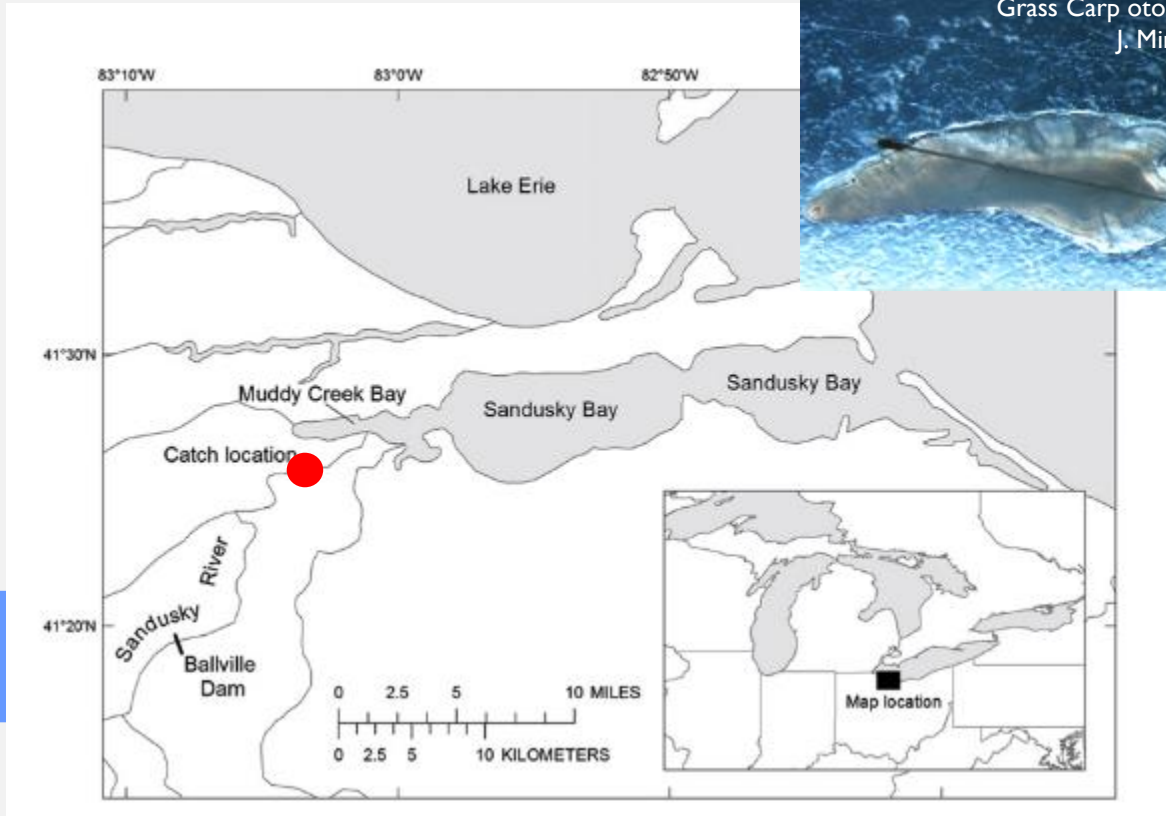 Grass Carp
J.
83°10'W
83°0'W
82°50'W
Lake Erie
41°30'N
Muddy Creek Bay
Sandusky Bay
Sandusky Bay
Catch location
Sandusky River
41°20'N
Ballville
Dam
0 2.5 5 10 MILES
0 2.5 5 10 KILOMETERS
Map location